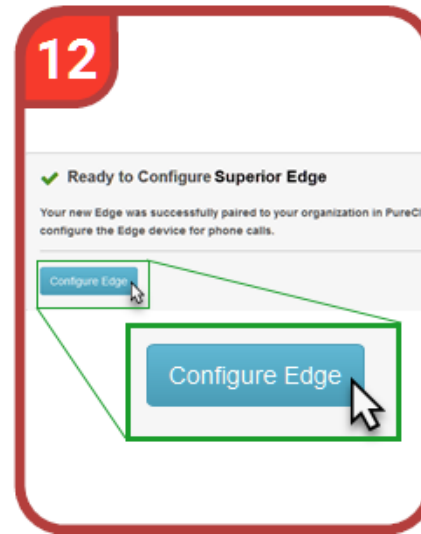 12
Ready to Configure Superior Edge
Your new Edge was successfully paired to your organization in
configure the Edge device for phone calls.
Configure Edge
Configure Edge